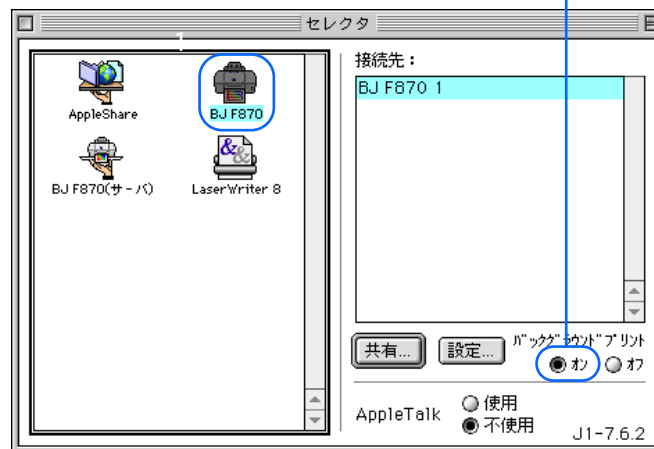 セレクタ
1
AppleShare
BJ F870
BJ F870(サーバ)
LaserWriter 8
接続先：
BJ F870 1
共有...
設定...
バックグラウンドプリント
オン
オフ
AppleTalk
使用
不使用
J1-7.6.2